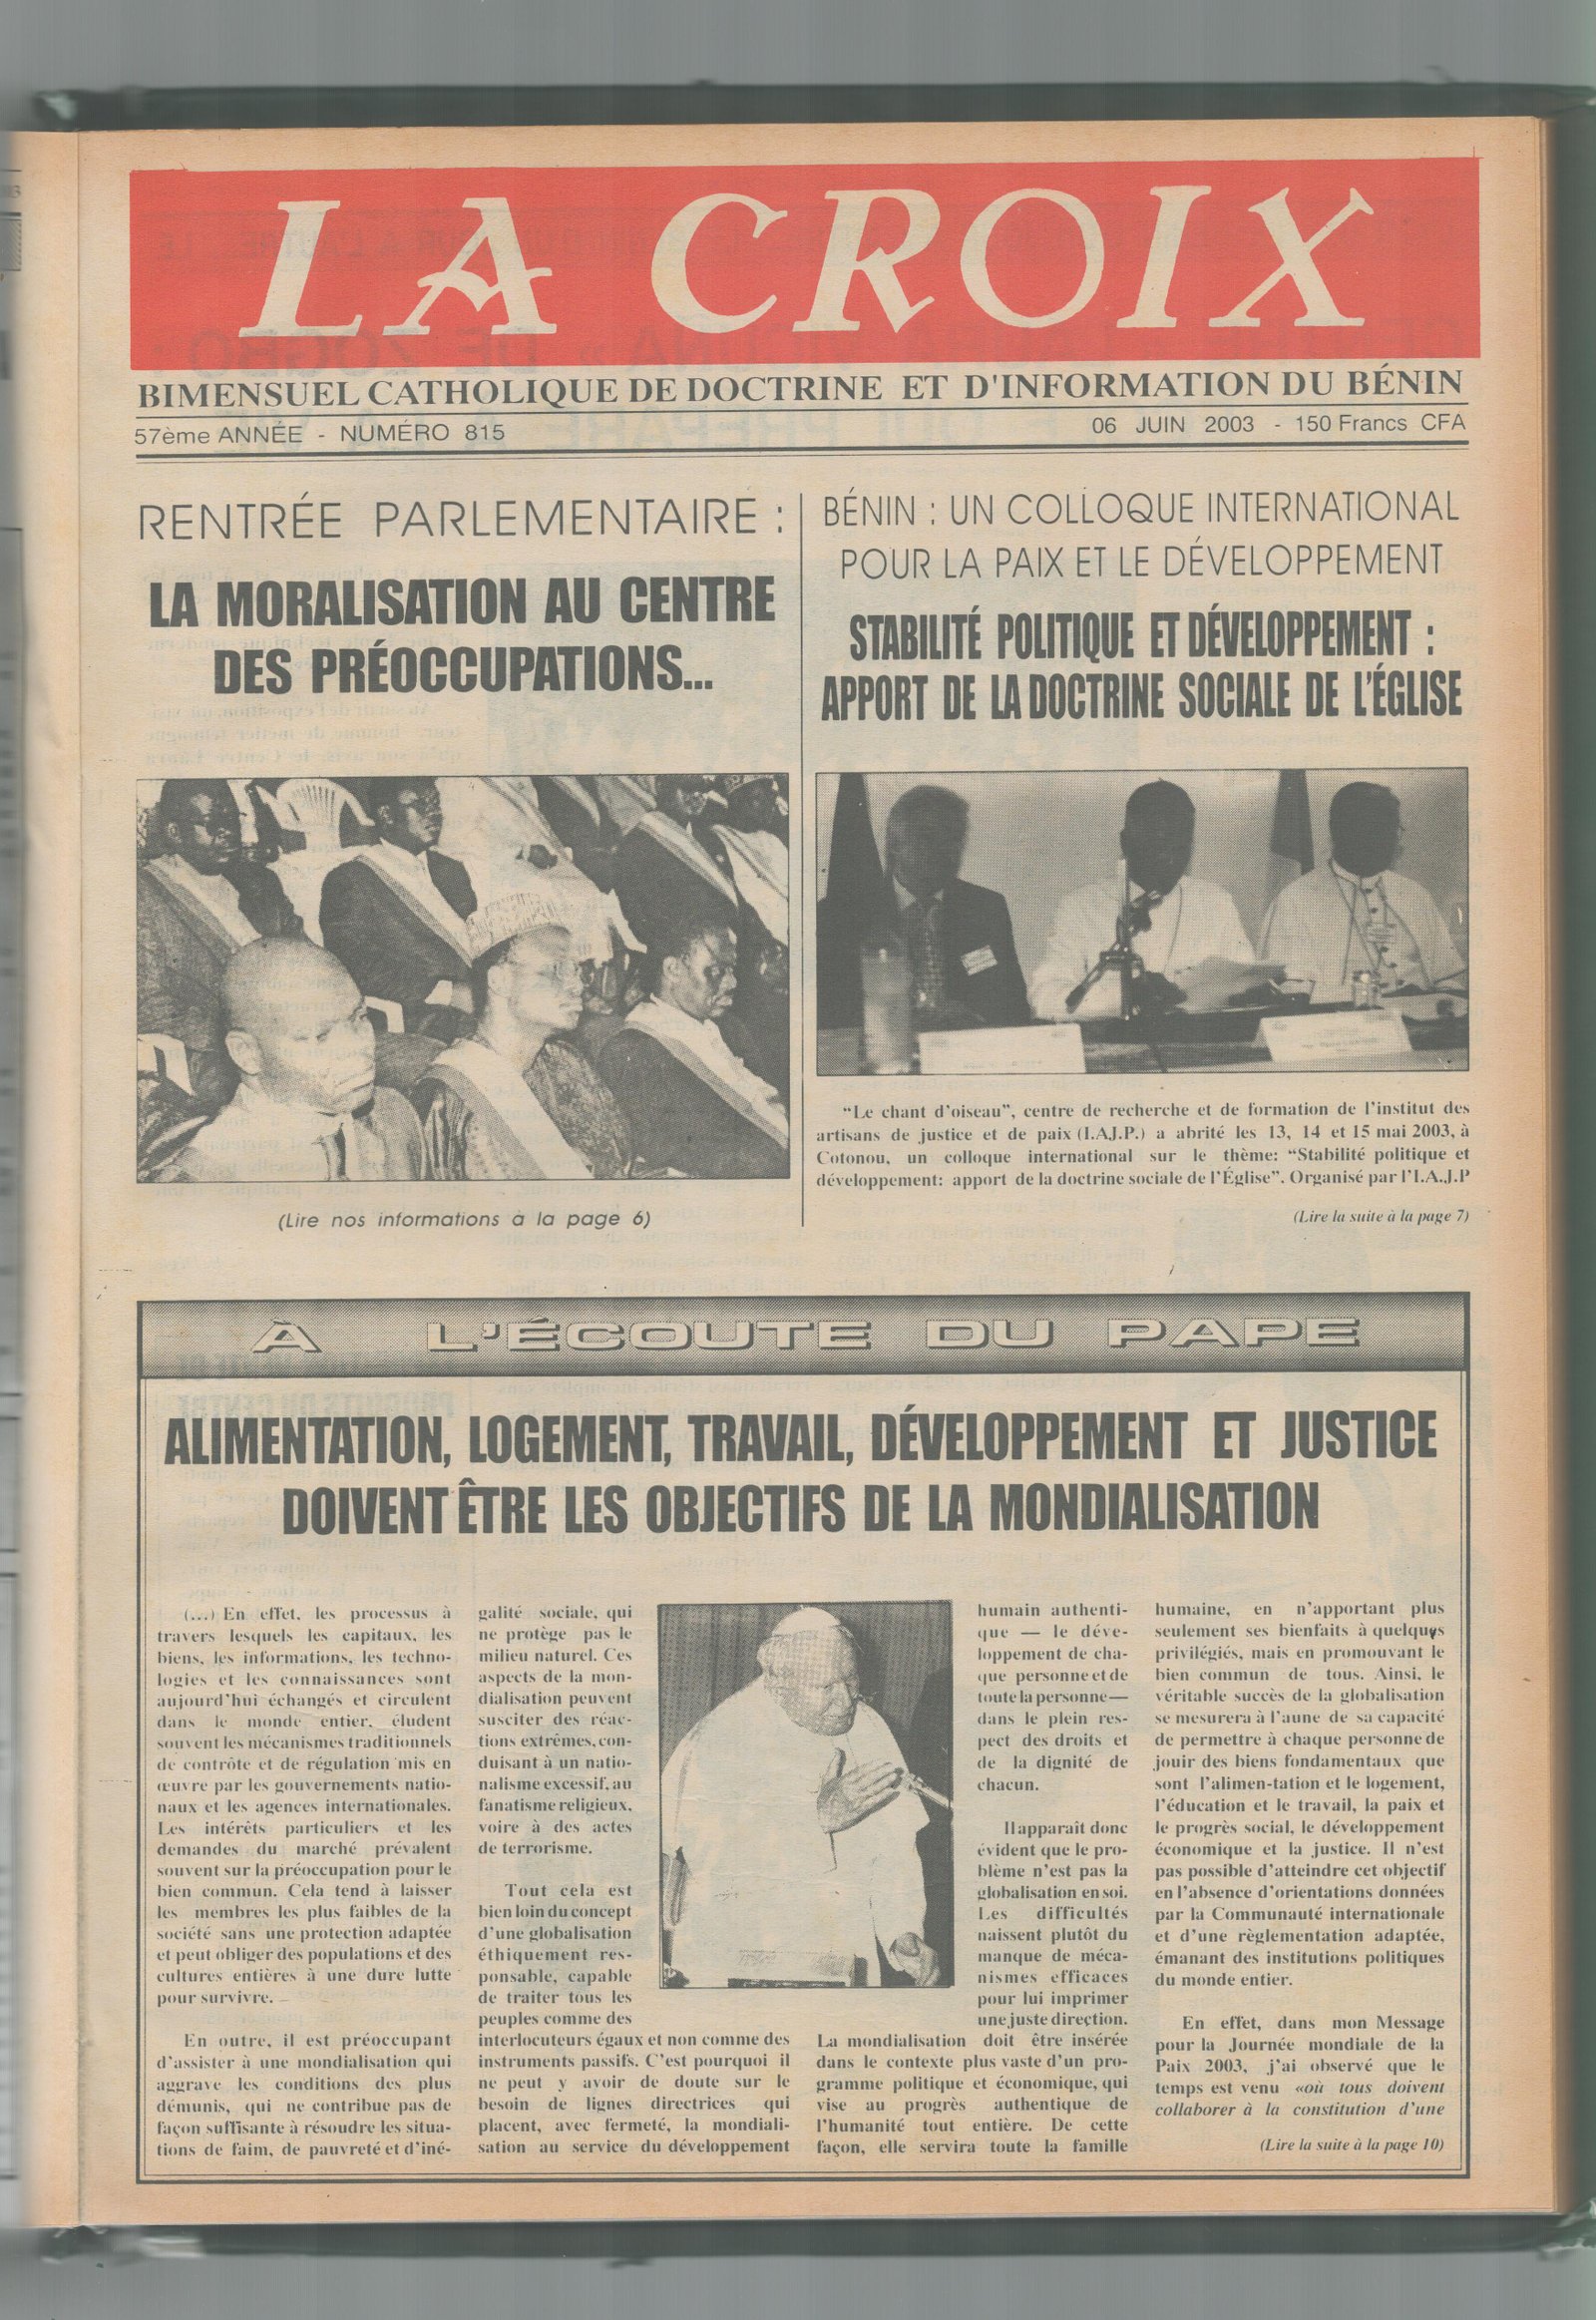 LA CROIX
BIMENSUEL CATHOLIQUE DE DOCTRINE ET D'INFORMATION DU BÉNIN
57ème ANNÉE - NUMÉRO 815
06 JUIN 2003 - 150 Francs CFA
RENTRÉE PARLEMENTAIRE :
LA MORALISATION AU CENTRE
DES PRÉOCCUPATIONS...
(Lire nos informations à la page 6)
BÉNIN : UN COLLOQUE INTERNATIONAL
POUR LA PAIX ET LE DÉVELOPPEMENT
STABILITÉ POLITIQUE ET DÉVELOPPEMENT :
APPORT DE LA DOCTRINE SOCIALE DE L'ÉGLISE
“Le chant d’oiseau”, centre de recherche et de formation de l’institut des
artisans de justice et de paix (I.A.J.P.) a abrité les 13, 14 et 15 mai 2003, à
Cotonou, un colloque international sur le thème: “Stabilité politique et
développement: apport de la doctrine sociale de l’Église”. Organisé par l’I.A.J.P
(Lire la suite à la page 7)
À L'ÉCOUTE DU PAPE
ALIMENTATION, LOGEMENT, TRAVAIL, DÉVELOPPEMENT ET JUSTICE
DOIVENT ÊTRE LES OBJECTIFS DE LA MONDIALISATION
(...) En effet, les processus à
travers lesquels les capitaux, les
biens, les informations, les techno-
logies et les connaissances sont
aujourd’hui échangés et circulent
dans le monde entier, éludent
souvent les mécanismes traditionnels
de contrôte et de régulation mis en
œuvre par les gouvernements natio-
naux et les agences internationales.
Les intérêts particuliers et les
demandes du marché prévalent
souvent sur la préoccupation pour le
bien commun. Cela tend à laisser
les membres les plus faibles de la
société sans une protection adaptée
et peut obliger des populations et des
cultures entières à une dure lutte
pour survivre.
En outre, il est préoccupant
d’assister à une mondialisation qui
aggrave les conditions des plus
démunis, qui ne contribue pas de
façon suffisante à résoudre les situa-
tions de faim, de pauvreté et d’iné-
galité sociale, qui
ne protège pas le
milieu naturel. Ces
aspects de la mon-
dialisation peuvent
susciter des réac-
tions extrêmes, con-
duisant à un natio-
nalisme excessif, au
fanatisme religieux,
voire à des actes
de terrorisme.
Tout cela est
bien loin du concept
d’une globalisation
éthiquement res-
ponsable, capable
de traiter tous les
peuples comme des
interlocuteurs égaux et non comme des
instruments passifs. C’est pourquoi il
ne peut y avoir de doute sur le
besoin de lignes directrices qui
placent, avec fermeté, la mondiali-
sation au service du développement
humain authenti-
que — le déve-
loppement de cha-
que personne et de
toute la personne —
dans le plein res-
pect des droits et
de la dignité de
chacun.
Il apparaît donc
évident que le pro-
blème n’est pas la
globalisation en soi.
Les difficultés
naissent plutôt du
manque de méca-
nismes efficaces
pour lui imprimer
une juste direction.
La mondialisation doit être insérée
dans le contexte plus vaste d’un pro-
gramme politique et économique, qui
vise au progrès authentique de
l’humanité tout entière. De cette
façon, elle servira toute la famille
humaine, en n’apportant plus
seulement ses bienfaits à quelques
privilégiés, mais en promouvant le
bien commun de tous. Ainsi, le
véritable succès de la globalisation
se mesurera à l’aune de sa capacité
de permettre à chaque personne de
jouir des biens fondamentaux que
sont l’alimen-tation et le logement,
l’éducation et le travail, la paix et
le progrès social, le développement
économique et la justice. Il n’est
pas possible d’atteindre cet objectif
en l’absence d’orientations données
par la Communauté internationale
et d’une règlementation adaptée,
émanant des institutions politiques
du monde entier.
En effet, dans mon Message
pour la Journée mondiale de la
Paix 2003, j’ai observé que le
temps est venu «où tous doivent
collaborer à la constitution d’une
(Lire la suite à la page 10)